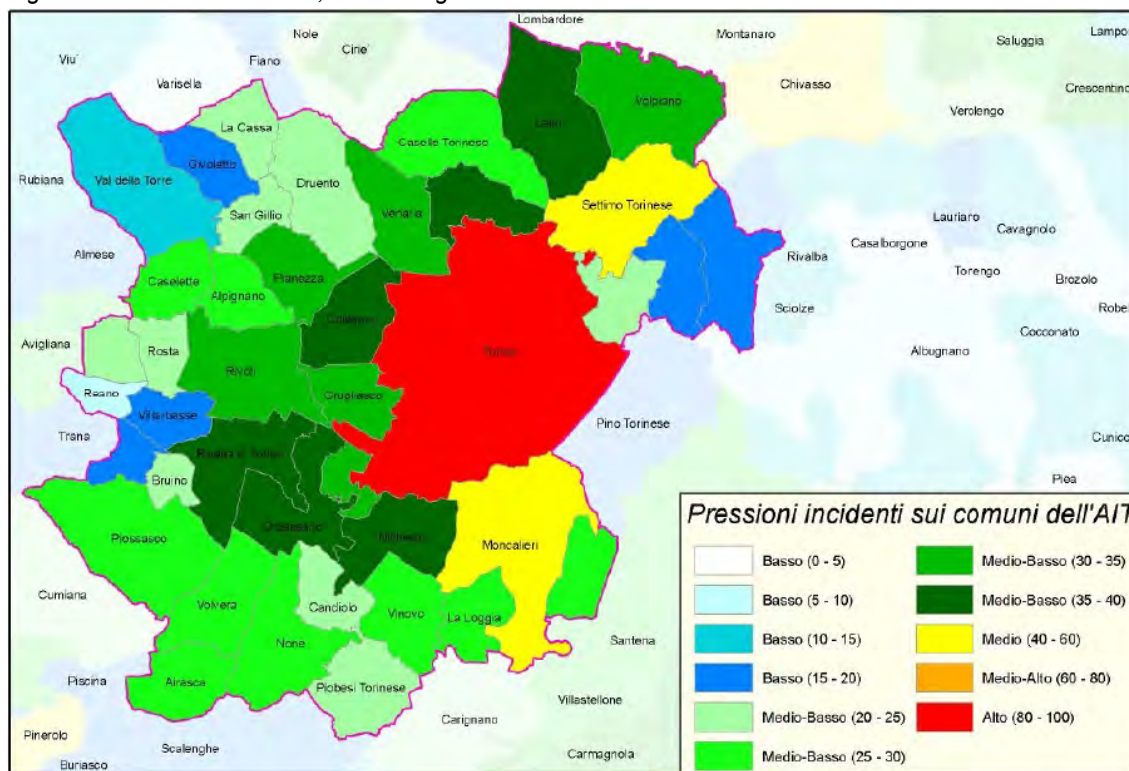 Lombardore
Nole
Montanaro
Lampor
Saluggia
Cirie'
Viu'
Fiano
Chivasso
Varisella
Crescentino
Volpiano
Verolengo
Leini
La Cassa
Caselle Torinese
Givoletto
Val della Torre
Druento
Rubiana
Settimo Torinese
San Gillio
Venaria
Lauriano
Cavagnolo
Casalborgone
Almese
Rivalba
Pianezza
Tonengo
Brozolo
Caselette
Alpignano
Sciolze
Robel
Collegno
Cocconato
Avigliana
Rosta
Torino
Albugnano
Rivoli
Reano
Grugliasco
Villarbasse
Pino Torinese
Trana
Cunico
Rivalta di Torino
Bruino
Piea
Orbassano
Piossasco
Nichelino
Moncalieri
Cumiana
Volvera
Candiolo
Vinovo
La Loggia
None
Santena
Airasca
Piscina
Piobesi Torinese
Villastellone
Carignano
Pinerolo
Scalenghe
Carmagnola
Buriasco
Pressioni incidenti sui comuni dell'AIT
Basso (0 - 5)
Basso (5 - 10)
Basso (10 - 15)
Basso (15 - 20)
Medio-Basso (20 - 25)
Medio-Basso (25 - 30)
Medio-Basso (30 - 35)
Medio-Basso (35 - 40)
Medio (40 - 60)
Medio-Alto (60 - 80)
Alto (80 - 100)